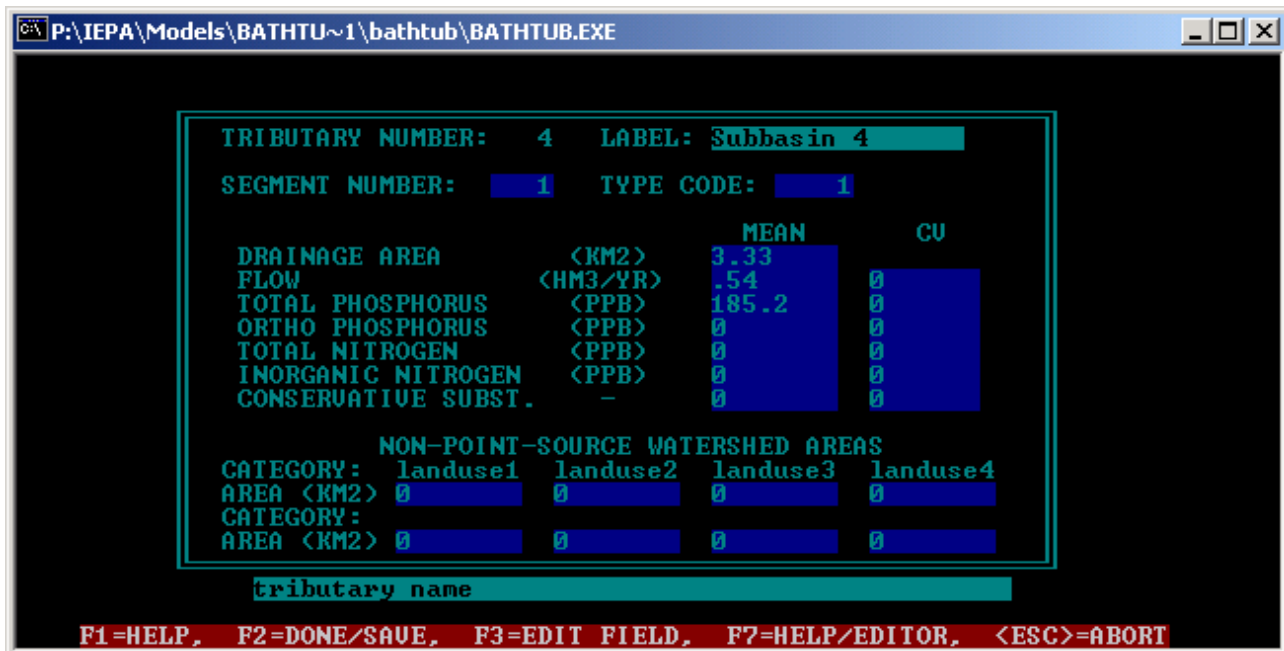 P:\IEPA\Models\BATHTU~1\bathtub\BATHTUB.EXE
TRIBUTARY NUMBER: 4 LABEL: Subbasin 4
SEGMENT NUMBER: 1 TYPE CODE: 1
MEAN CV
DRAINAGE AREA (KM2) 3.33
FLOW (HM3/YR) .54 0
TOTAL PHOSPHORUS (PPB) 185.2 0
ORTHO PHOSPHORUS (PPB) 0 0
TOTAL NITROGEN (PPB) 0 0
INORGANIC NITROGEN (PPB) 0 0
CONSERVATIVE SUBST. - 0 0
NON-POINT-SOURCE WATERSHED AREAS
CATEGORY: landuse1 landuse2 landuse3 landuse4
AREA (KM2) 0 0 0 0
CATEGORY:
AREA (KM2) 0 0 0 0
tributary name
F1=HELP, F2=DONE/SAVE, F3=EDIT FIELD, F7=HELP/EDITOR, <ESC>=ABORT